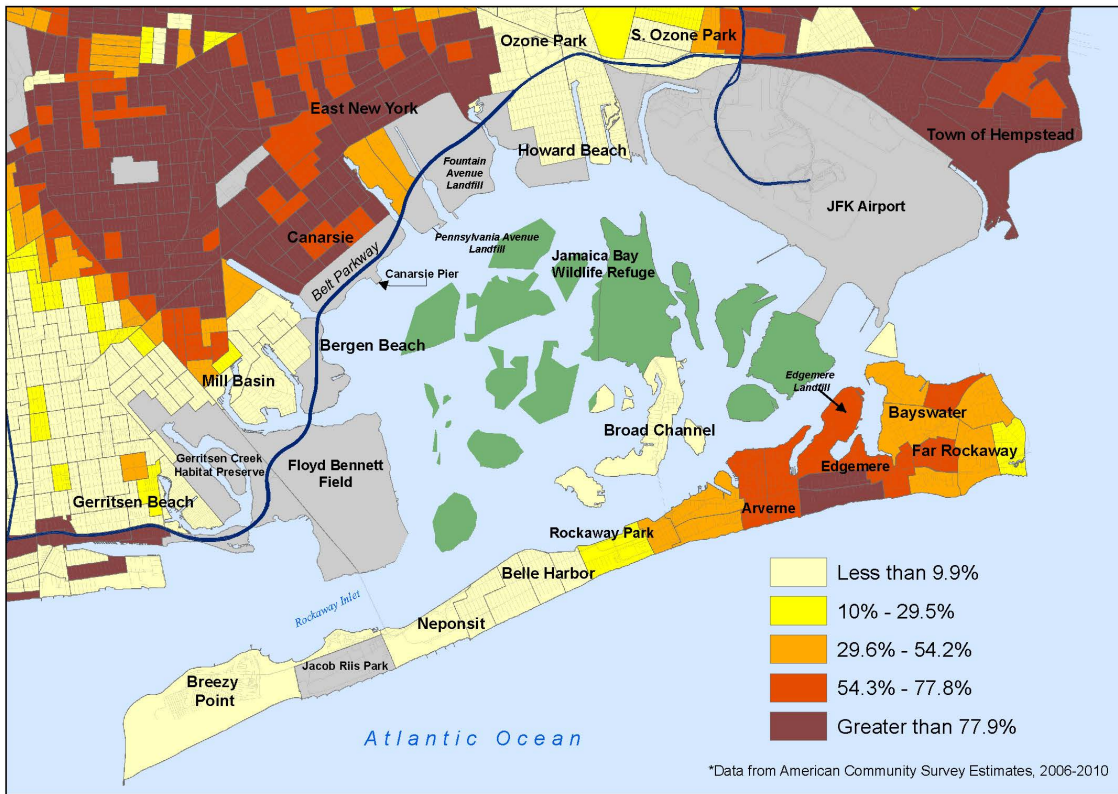 Ozone Park
S. Ozone Park
East New York
Town of Hempstead
Howard Beach
Fountain
Avenue
Landfill
JFK Airport
Canarsie
Pennsylvania Avenue
Landfill
Belt Parkway
Canarsie Pier
Jamaica Bay
Wildlife Refuge
Bergen Beach
Mill Basin
Edgemere
Landfill
Bayswater
Broad Channel
Far Rockaway
Gerritsen Creek
Habitat Preserve
Floyd Bennett
Field
Edgemere
Gerritsen Beach
Arverne
Rockaway Park
Belle Harbor
Rockaway Inlet
Neponsit
Jacob Riis Park
Breezy
Point
Atlantic Ocean
Less than 9.9%
10% - 29.5%
29.6% - 54.2%
54.3% - 77.8%
Greater than 77.9%
*Data from American Community Survey Estimates, 2006-2010